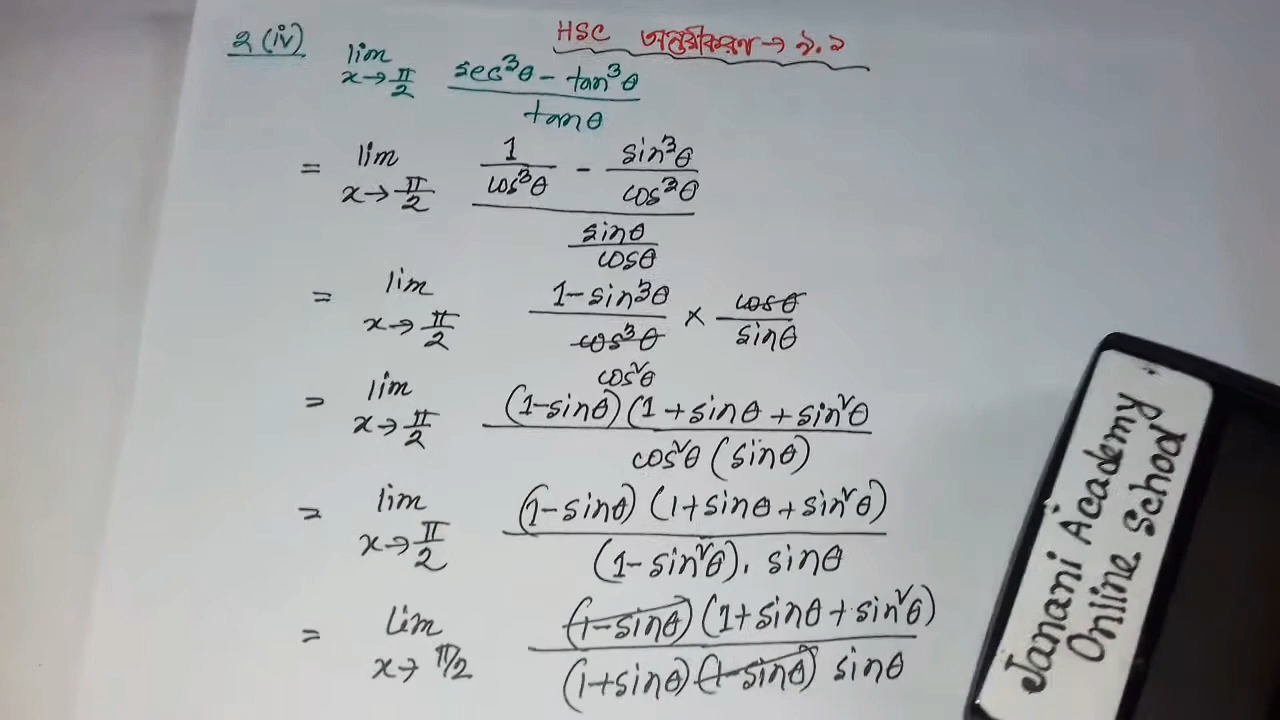 HSC অনুশীলনী → ৯.১
2 (iv) lim x→π/2 (sec³θ - tan³θ)/tanθ
= lim x→π/2 (1/cos³θ - sin³θ/cos³θ)/(sinθ/cosθ)
= lim x→π/2 (1-sin3θ)/cos³θ × cosθ/sinθ
cos²θ
= lim x→π/2 (1-sinθ)(1+sinθ+sin²θ/cos²θ(sinθ)
= lim x→π/2 (1-sinθ)(1+sinθ+sin²θ)/(1-sin²θ).sinθ
= Lim x→π/2 (1-sinθ)(1+sinθ+sin²θ)/(1+sinθ)(1-sinθ) sinθ
Janani Academy
Online School